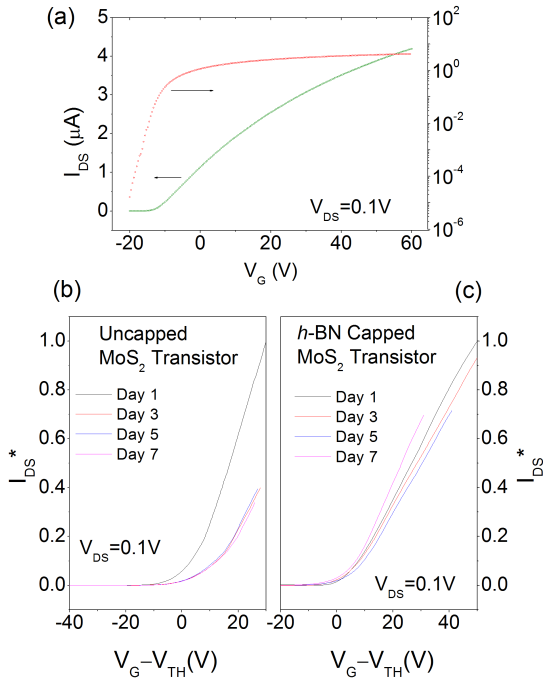 (a)
5
4
3
2
1
0
I_DS (μA)
10^2
10^0
10^-2
10^-4
10^-6
V_DS=0.1V
-20
0
20
40
60
V_G (V)
(b)
(c)
1.0
0.8
0.6
0.4
0.2
0.0
I_DS*
Uncapped
MoS_2 Transistor
Day 1
Day 3
Day 5
Day 7
V_DS=0.1V
-40
-20
0
20
V_G–V_TH(V)
h-BN Capped
MoS_2 Transistor
Day 1
Day 3
Day 5
Day 7
V_DS=0.1V
1.0
0.8
0.6
0.4
0.2
0.0
I_DS*
-20
0
20
40
V_G–V_TH(V)